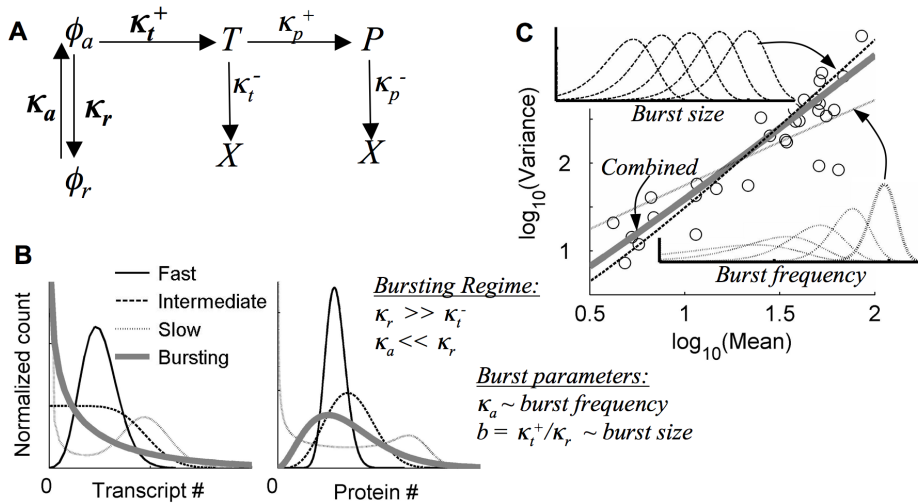 A
ϕa κt+ T κp+ P
κa κr κt- κp-
ϕr X X
B
Normalized count
Fast
Intermediate
Slow
Bursting
0 Transcript #
0 Protein #
Bursting Regime:
κr >> κt-
κa << κr
Burst parameters:
κa ~ burst frequency
b = κt+/κr ~ burst size
C
log10(Variance)
3
2
1
Burst size
Combined
Burst frequency
0.5 1 1.5 2
log10(Mean)